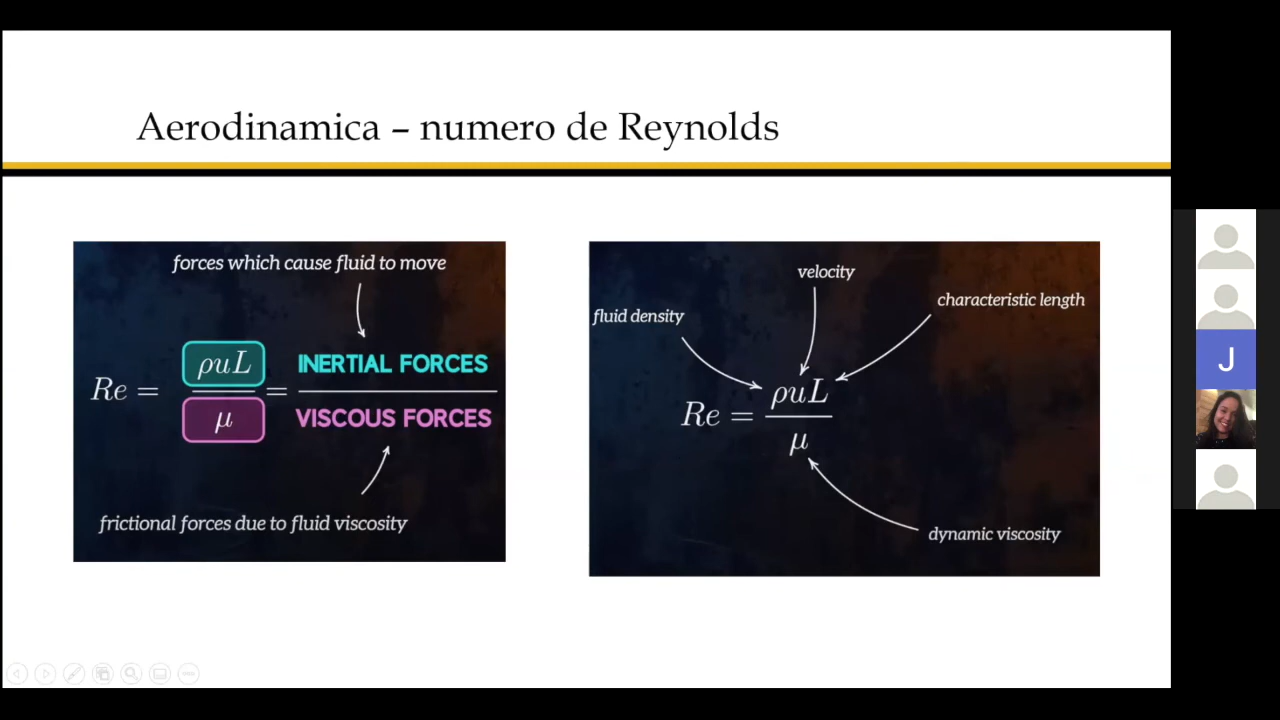 Aerodinamica – numero de Reynolds
forces which cause fluid to move
Re = ρuL / μ = INERTIAL FORCES / VISCOUS FORCES
frictional forces due to fluid viscosity
velocity
characteristic length
fluid density
Re = ρuL / μ
dynamic viscosity
J